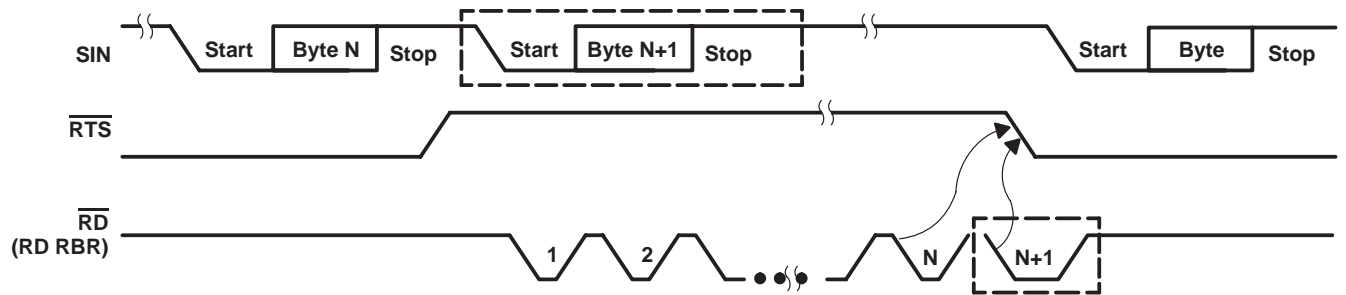 SIN
Start
Byte N
Stop
Start
Byte N+1
Stop
Start
Byte
Stop
RTS
RD
(RD RBR)
1
2
N
N+1